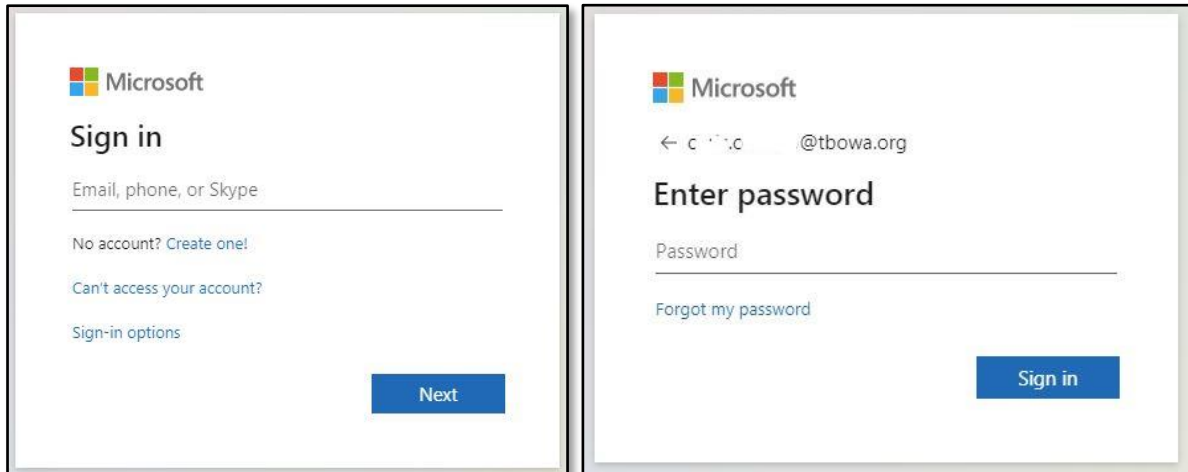 Microsoft
Sign in
Email, phone, or Skype
No account? Create one!
Can't access your account?
Sign-in options
Next
Microsoft
← @tbowa.org
Enter password
Password
Forgot my password
Sign in